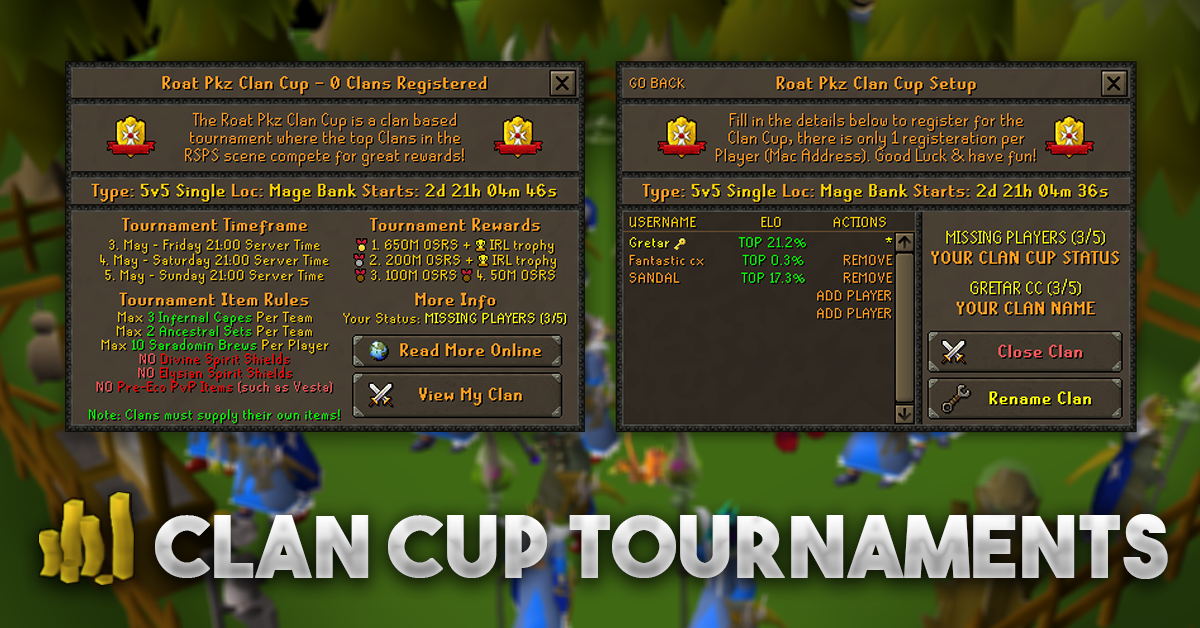 Roat Pkz Clan Cup - 0 Clans Registered
The Roat Pkz Clan Cup is a clan based
tournament where the top Clans in the
RSPS scene compete for great rewards!
Type: 5v5 Single Loc: Mage Bank Starts: 2d 21h 04m 46s
Tournament Timeframe
3. May - Friday 21:00 Server Time
4. May - Saturday 21:00 Server Time
5. May - Sunday 21:00 Server Time
Tournament Item Rules
Max 3 Infernal Capes Per Team
Max 2 Ancestral Sets Per Team
Max 10 Saradomin Brews Per Player
NO Divine Spirit Shields
NO Elysian Spirit Shields
NO Pre-Eco PvP Items (such as Vesta)
Note: Clans must supply their own items!
Tournament Rewards
1. 650M OSRS + IRL trophy
2. 200M OSRS + IRL trophy
3. 100M OSRS 4. 50M OSRS
More Info
Your Status: MISSING PLAYERS (3/5)
Read More Online
View My Clan
GO BACK
Roat Pkz Clan Cup Setup
Fill in the details below to register for the
Clan Cup, there is only 1 registeration per
Player (Mac Address). Good Luck & have fun!
Type: 5v5 Single Loc: Mage Bank Starts: 2d 21h 04m 36s
USERNAME ELO ACTIONS
Gretar TOP 21.2% *
Fantastic cx TOP 0.3% REMOVE
SANDAL TOP 17.3% REMOVE
ADD PLAYER
ADD PLAYER
MISSING PLAYERS (3/5)
YOUR CLAN CUP STATUS
GRETAR CC (3/5)
YOUR CLAN NAME
Close Clan
Rename Clan
CLAN CUP TOURNAMENTS